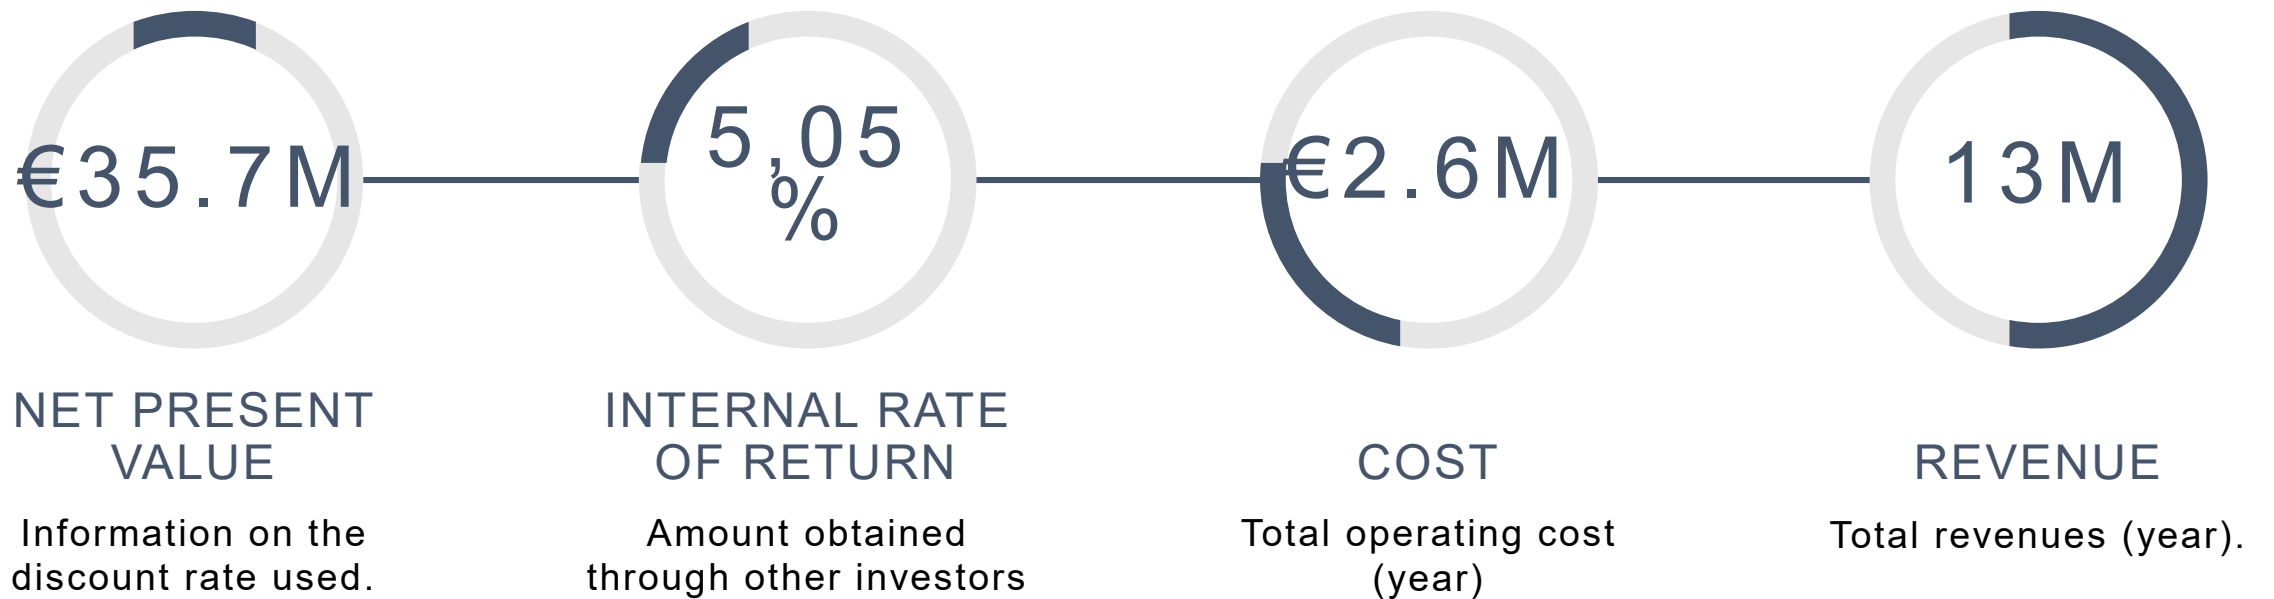 €35.7M
5,05
%
€2.6M
13M
NET PRESENT
VALUE
Information on the
discount rate used.
INTERNAL RATE
OF RETURN
Amount obtained
through other investors
COST
Total operating cost
(year)
REVENUE
Total revenues (year).